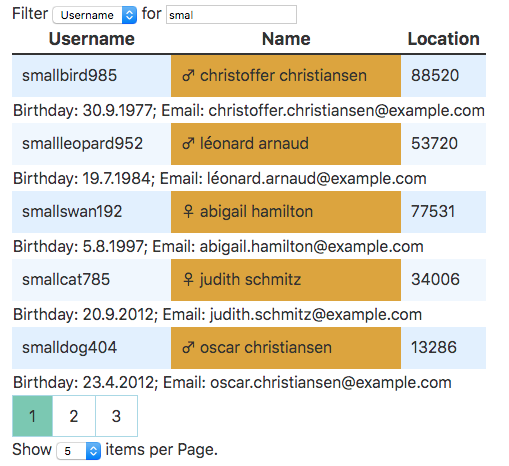 Filter Username for smal
Username Name Location
smallbird985 ♂ christoffer christiansen 88520
Birthday: 30.9.1977; Email: christoffer.christiansen@example.com
smallleopard952 ♂ léonard arnaud 53720
Birthday: 19.7.1984; Email: léonard.arnaud@example.com
smallswan192 ♀ abigail hamilton 77531
Birthday: 5.8.1997; Email: abigail.hamilton@example.com
smallcat785 ♀ judith schmitz 34006
Birthday: 20.9.2012; Email: judith.schmitz@example.com
smalldog404 ♂ oscar christiansen 13286
Birthday: 23.4.2012; Email: oscar.christiansen@example.com
1 2 3
Show 5 items per Page.